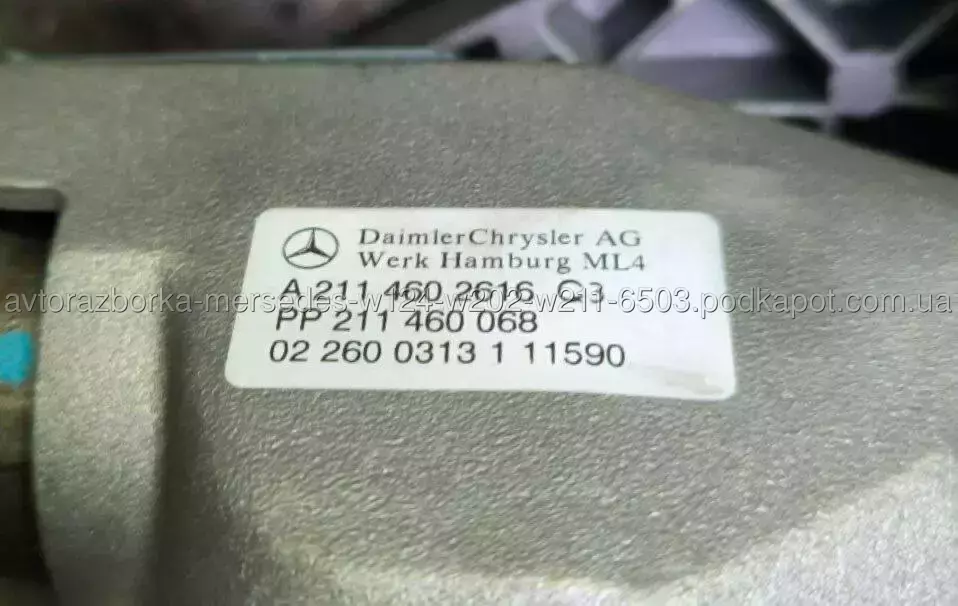 DaimlerChrysler AG
Werk Hamburg ML4
A 211 460 2616 C3
avtorazborka-mersedes-w124-w202-w211-6503.podkapot.com.ua
PP 211 460 068
02 260 0313 1 11590